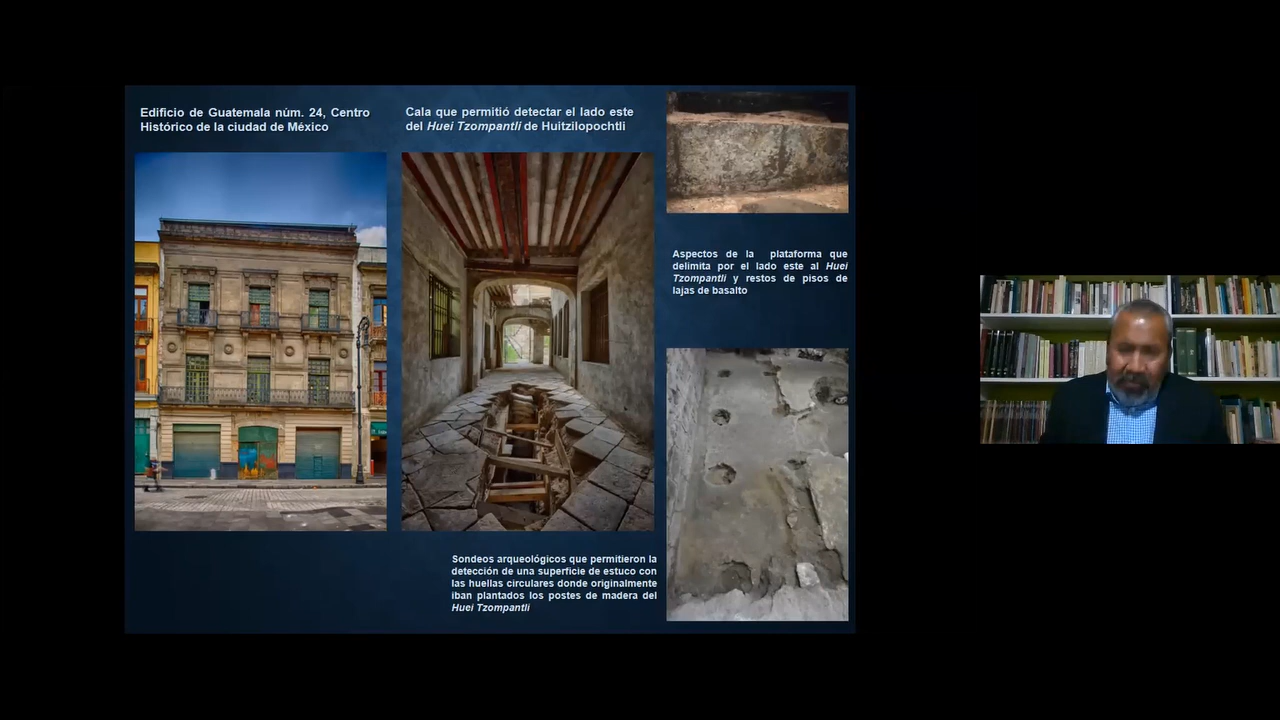 Edificio de Guatemala núm. 24, Centro
Histórico de la ciudad de México
Cala que permitió detectar el lado este
del Huei Tzompantli de Huitzilopochtli
Aspectos de la plataforma que
delimita por el lado este al Huei
Tzompantli y restos de pisos de
lajas de basalto
Sondeos arqueológicos que permitieron la
detección de una superficie de estuco con
las huellas circulares donde originalmente
iban plantados los postes de madera del
Huei Tzompantli